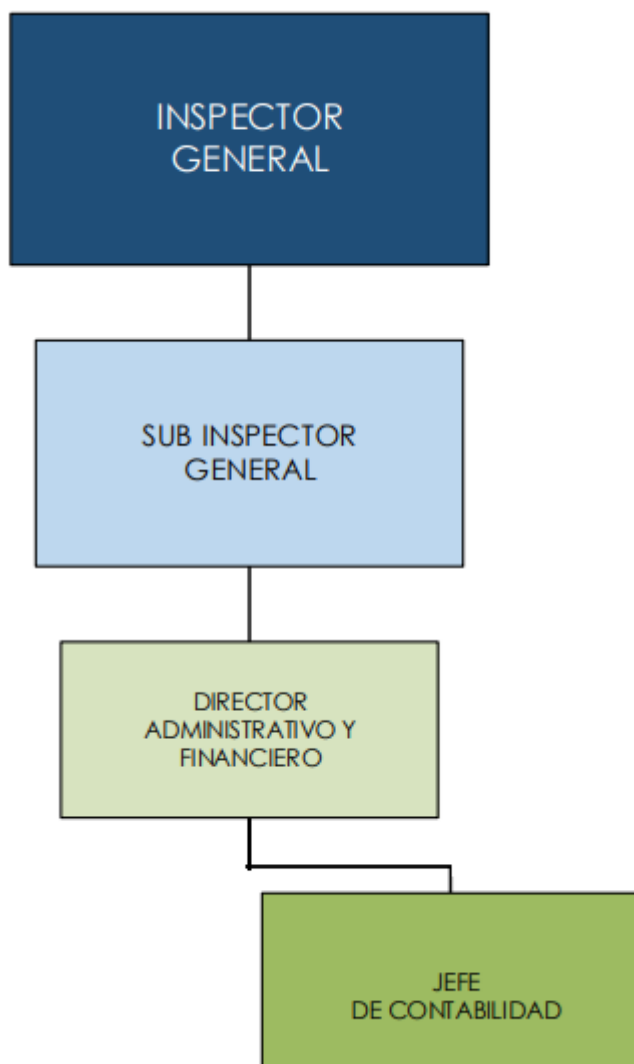 INSPECTOR
GENERAL
SUB INSPECTOR
GENERAL
DIRECTOR
ADMINISTRATIVO Y
FINANCIERO
JEFE
DE CONTABILIDAD